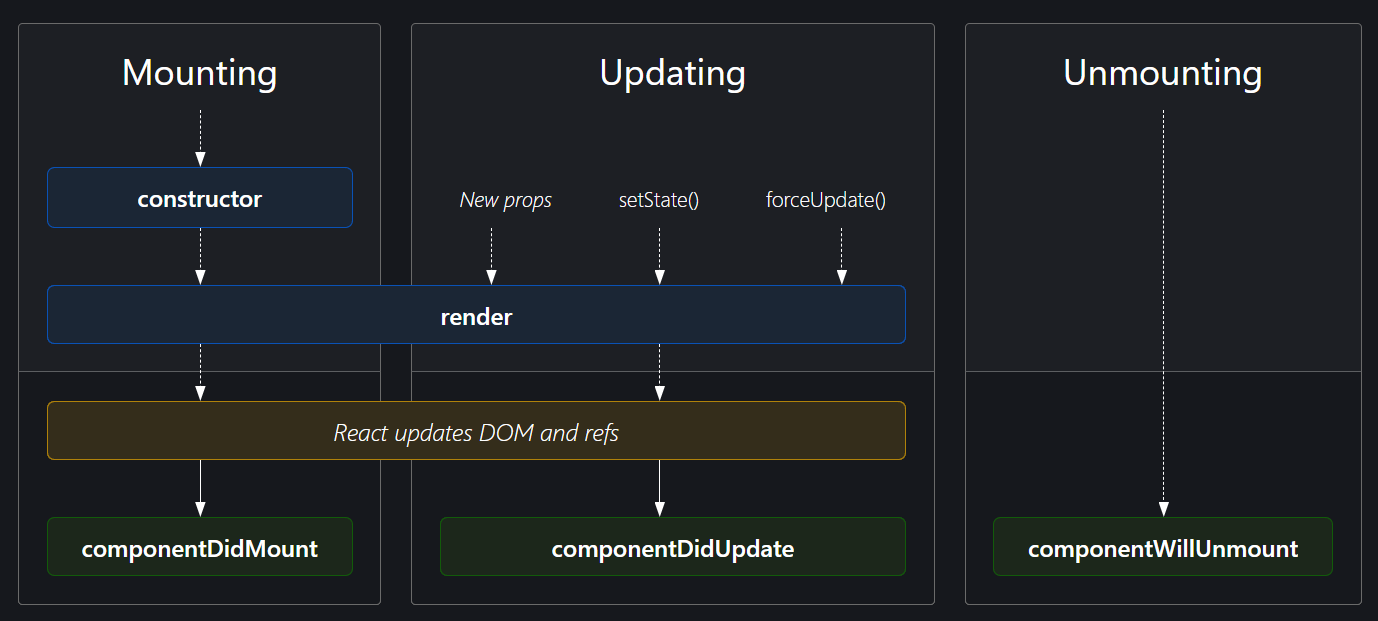 Mounting
Updating
Unmounting
constructor
New props
setState()
forceUpdate()
render
React updates DOM and refs
componentDidMount
componentDidUpdate
componentWillUnmount